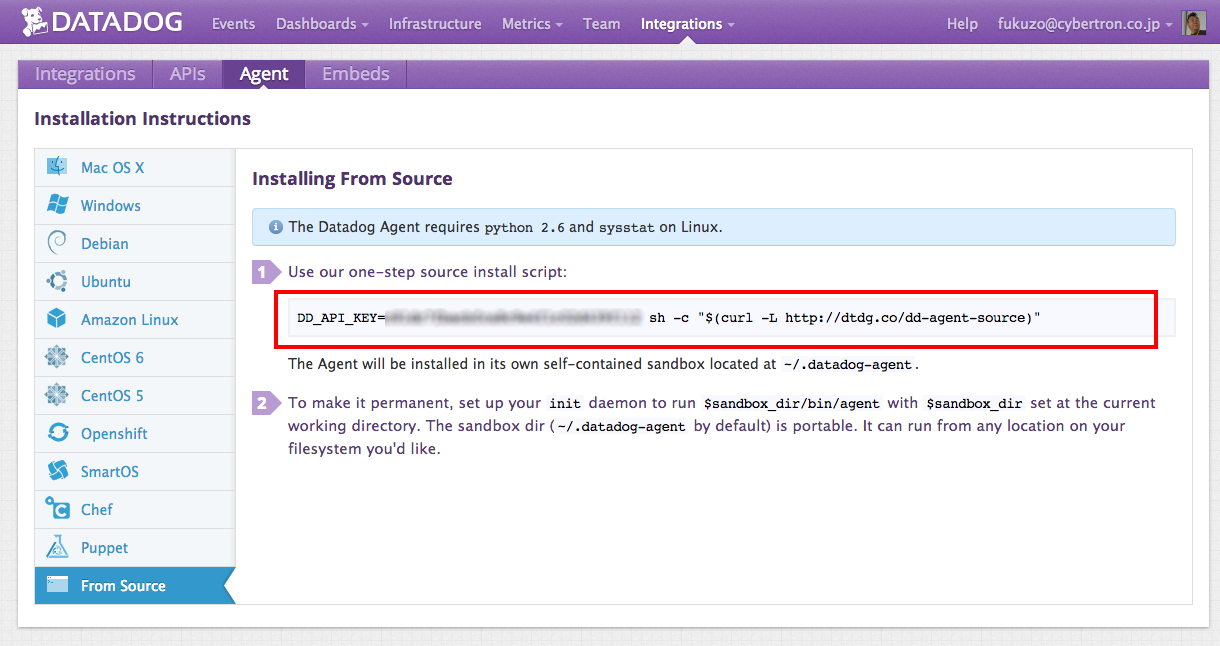 DATADOG
Events Dashboards Infrastructure Metrics Team Integrations Help fukuzo@cybertron.co.jp
Integrations APIs Agent Embeds
Installation Instructions
Mac OS X
Windows
Debian
Ubuntu
Amazon Linux
CentOS 6
CentOS 5
Openshift
SmartOS
Chef
Puppet
From Source
Installing From Source
The Datadog Agent requires python 2.6 and sysstat on Linux.
1 Use our one-step source install script:
DD_API_KEY= sh -c "$(curl -L http://dtdg.co/dd-agent-source)"
The Agent will be installed in its own self-contained sandbox located at ~/.datadog-agent.
2 To make it permanent, set up your init daemon to run $sandbox_dir/bin/agent with $sandbox_dir set at the current
working directory. The sandbox dir (~/.datadog-agent by default) is portable. It can run from any location on your
filesystem you'd like.